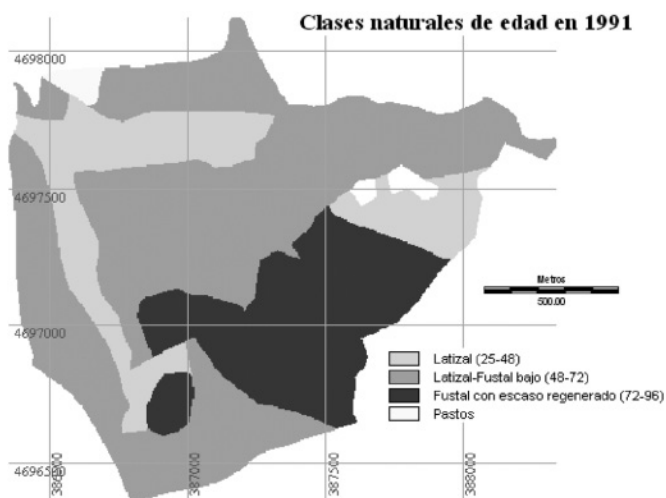 Clases naturales de edad en 1991
4698000
4697500
Metros
500.00
4697000
Latizal (25-48)
Latizal-Fustal bajo (48-72)
Fustal con escaso regenerado (72-96)
Pastos
4696500
386500
387000
387500
388000